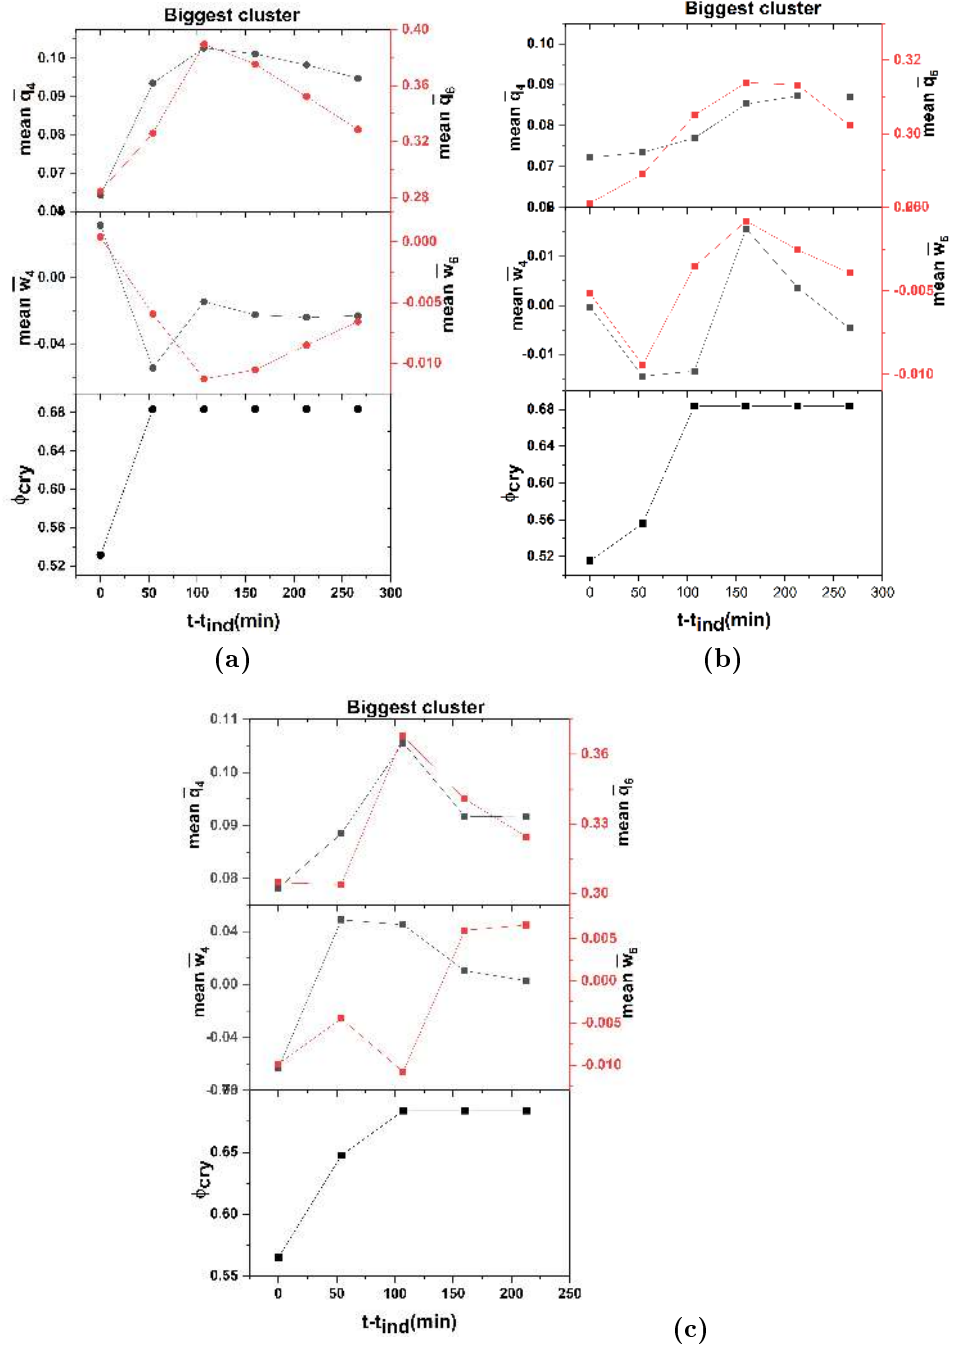 Biggest cluster
0.10
0.09
0.08
0.07
mean q̅4
0.40
0.36
0.32
0.28
mean q̅6
0.00
-0.04
mean w̅4
0.000
-0.005
-0.010
mean w̅6
0.68
0.64
0.60
0.56
0.52
ϕcry
0 50 100 150 200 250 300
t-tind(min)
(a)
Biggest cluster
0.10
0.09
0.08
0.07
0.06
mean q̅4
0.32
0.30
mean q̅6
0.01
0.00
-0.01
mean w̅4
-0.005
-0.010
mean w̅6
0.68
0.64
0.60
0.56
0.52
ϕcry
0 50 100 150 200 250 300
t-tind(min)
(b)
Biggest cluster
0.11
0.10
0.09
0.08
mean q̅4
0.36
0.33
0.30
mean q̅6
0.04
0.00
-0.04
mean w̅4
0.005
0.000
-0.005
-0.010
mean w̅6
0.65
0.60
0.55
ϕcry
0 50 100 150 200 250
t-tind(min)
(c)